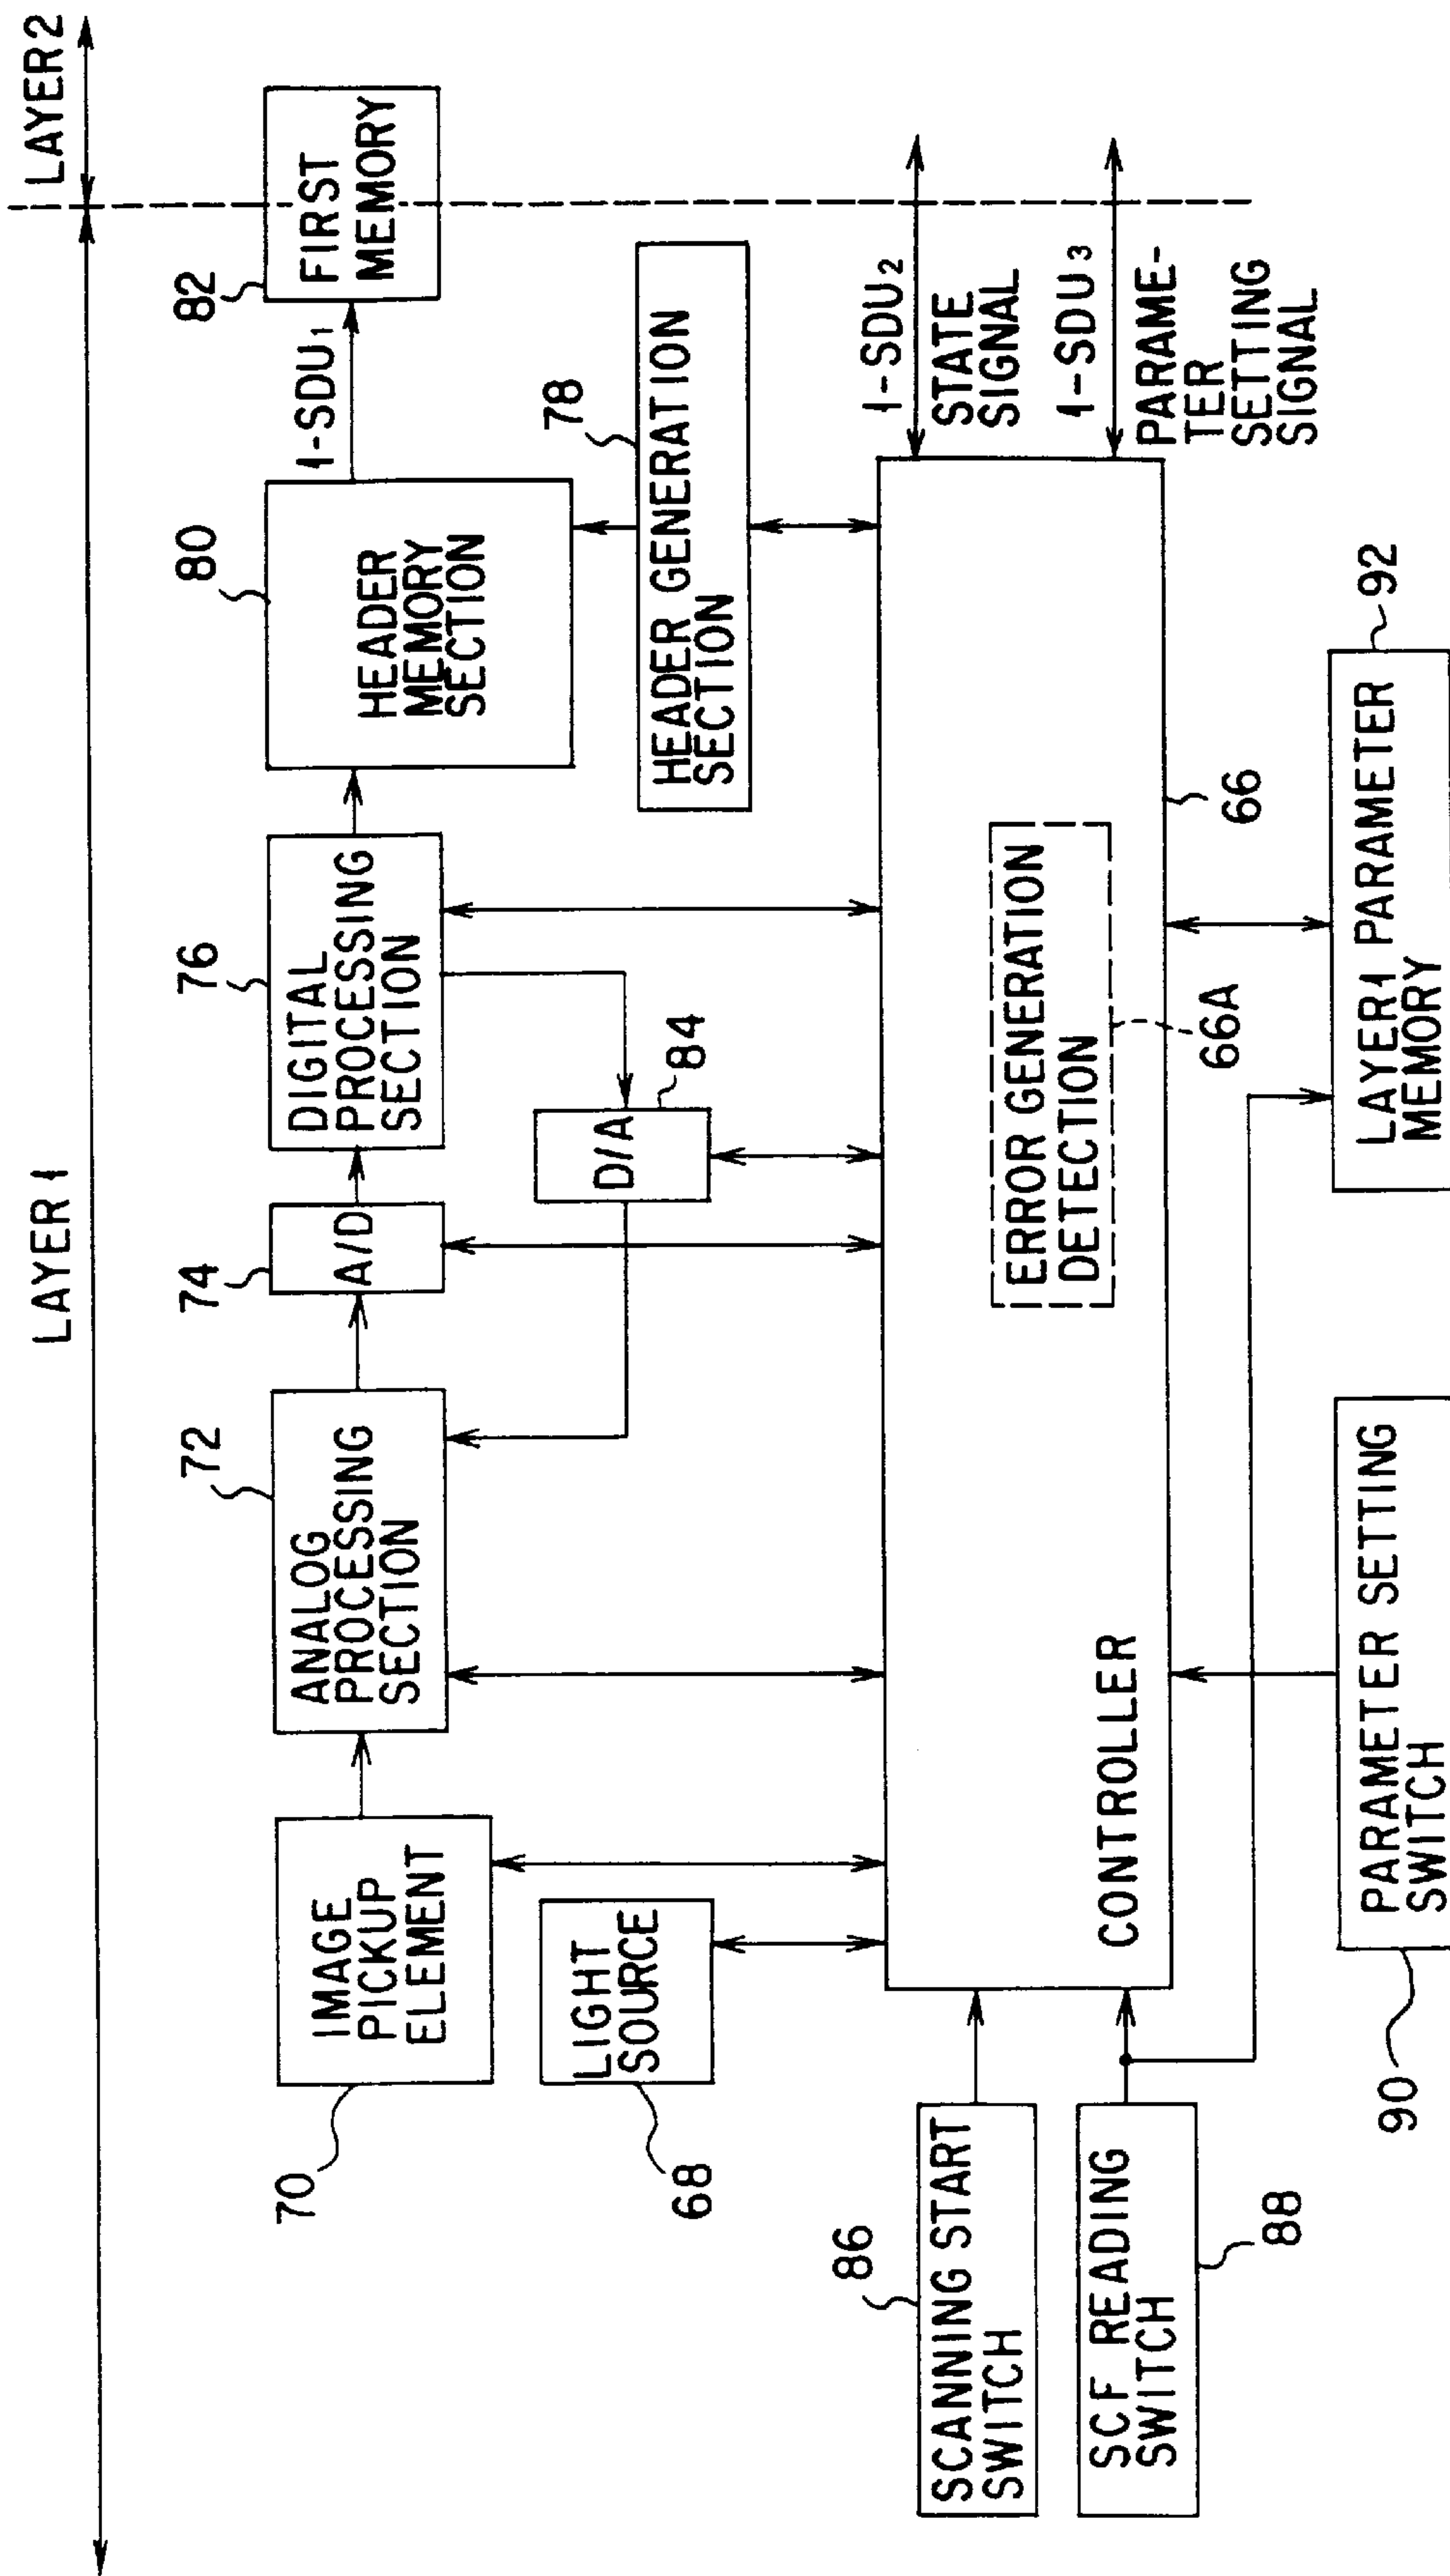 LAYER 1
LAYER 2
70
IMAGE
PICKUP
ELEMENT
72
ANALOG
PROCESSING
SECTION
74
A/D
76
DIGITAL
PROCESSING
SECTION
80
HEADER
MEMORY
SECTION
1-SDU1
82
FIRST
MEMORY
68
LIGHT
SOURCE
84
D/A
78
HEADER GENERATION
SECTION
86
SCANNING START
SWITCH
88
SCF READING
SWITCH
CONTROLLER
ERROR GENERATION
DETECTION
66A
66
1-SDU2
STATE
SIGNAL
1-SDU3
PARAME-
TER
SETTING
SIGNAL
90
PARAMETER SETTING
SWITCH
LAYER1 PARAMETER
MEMORY
92